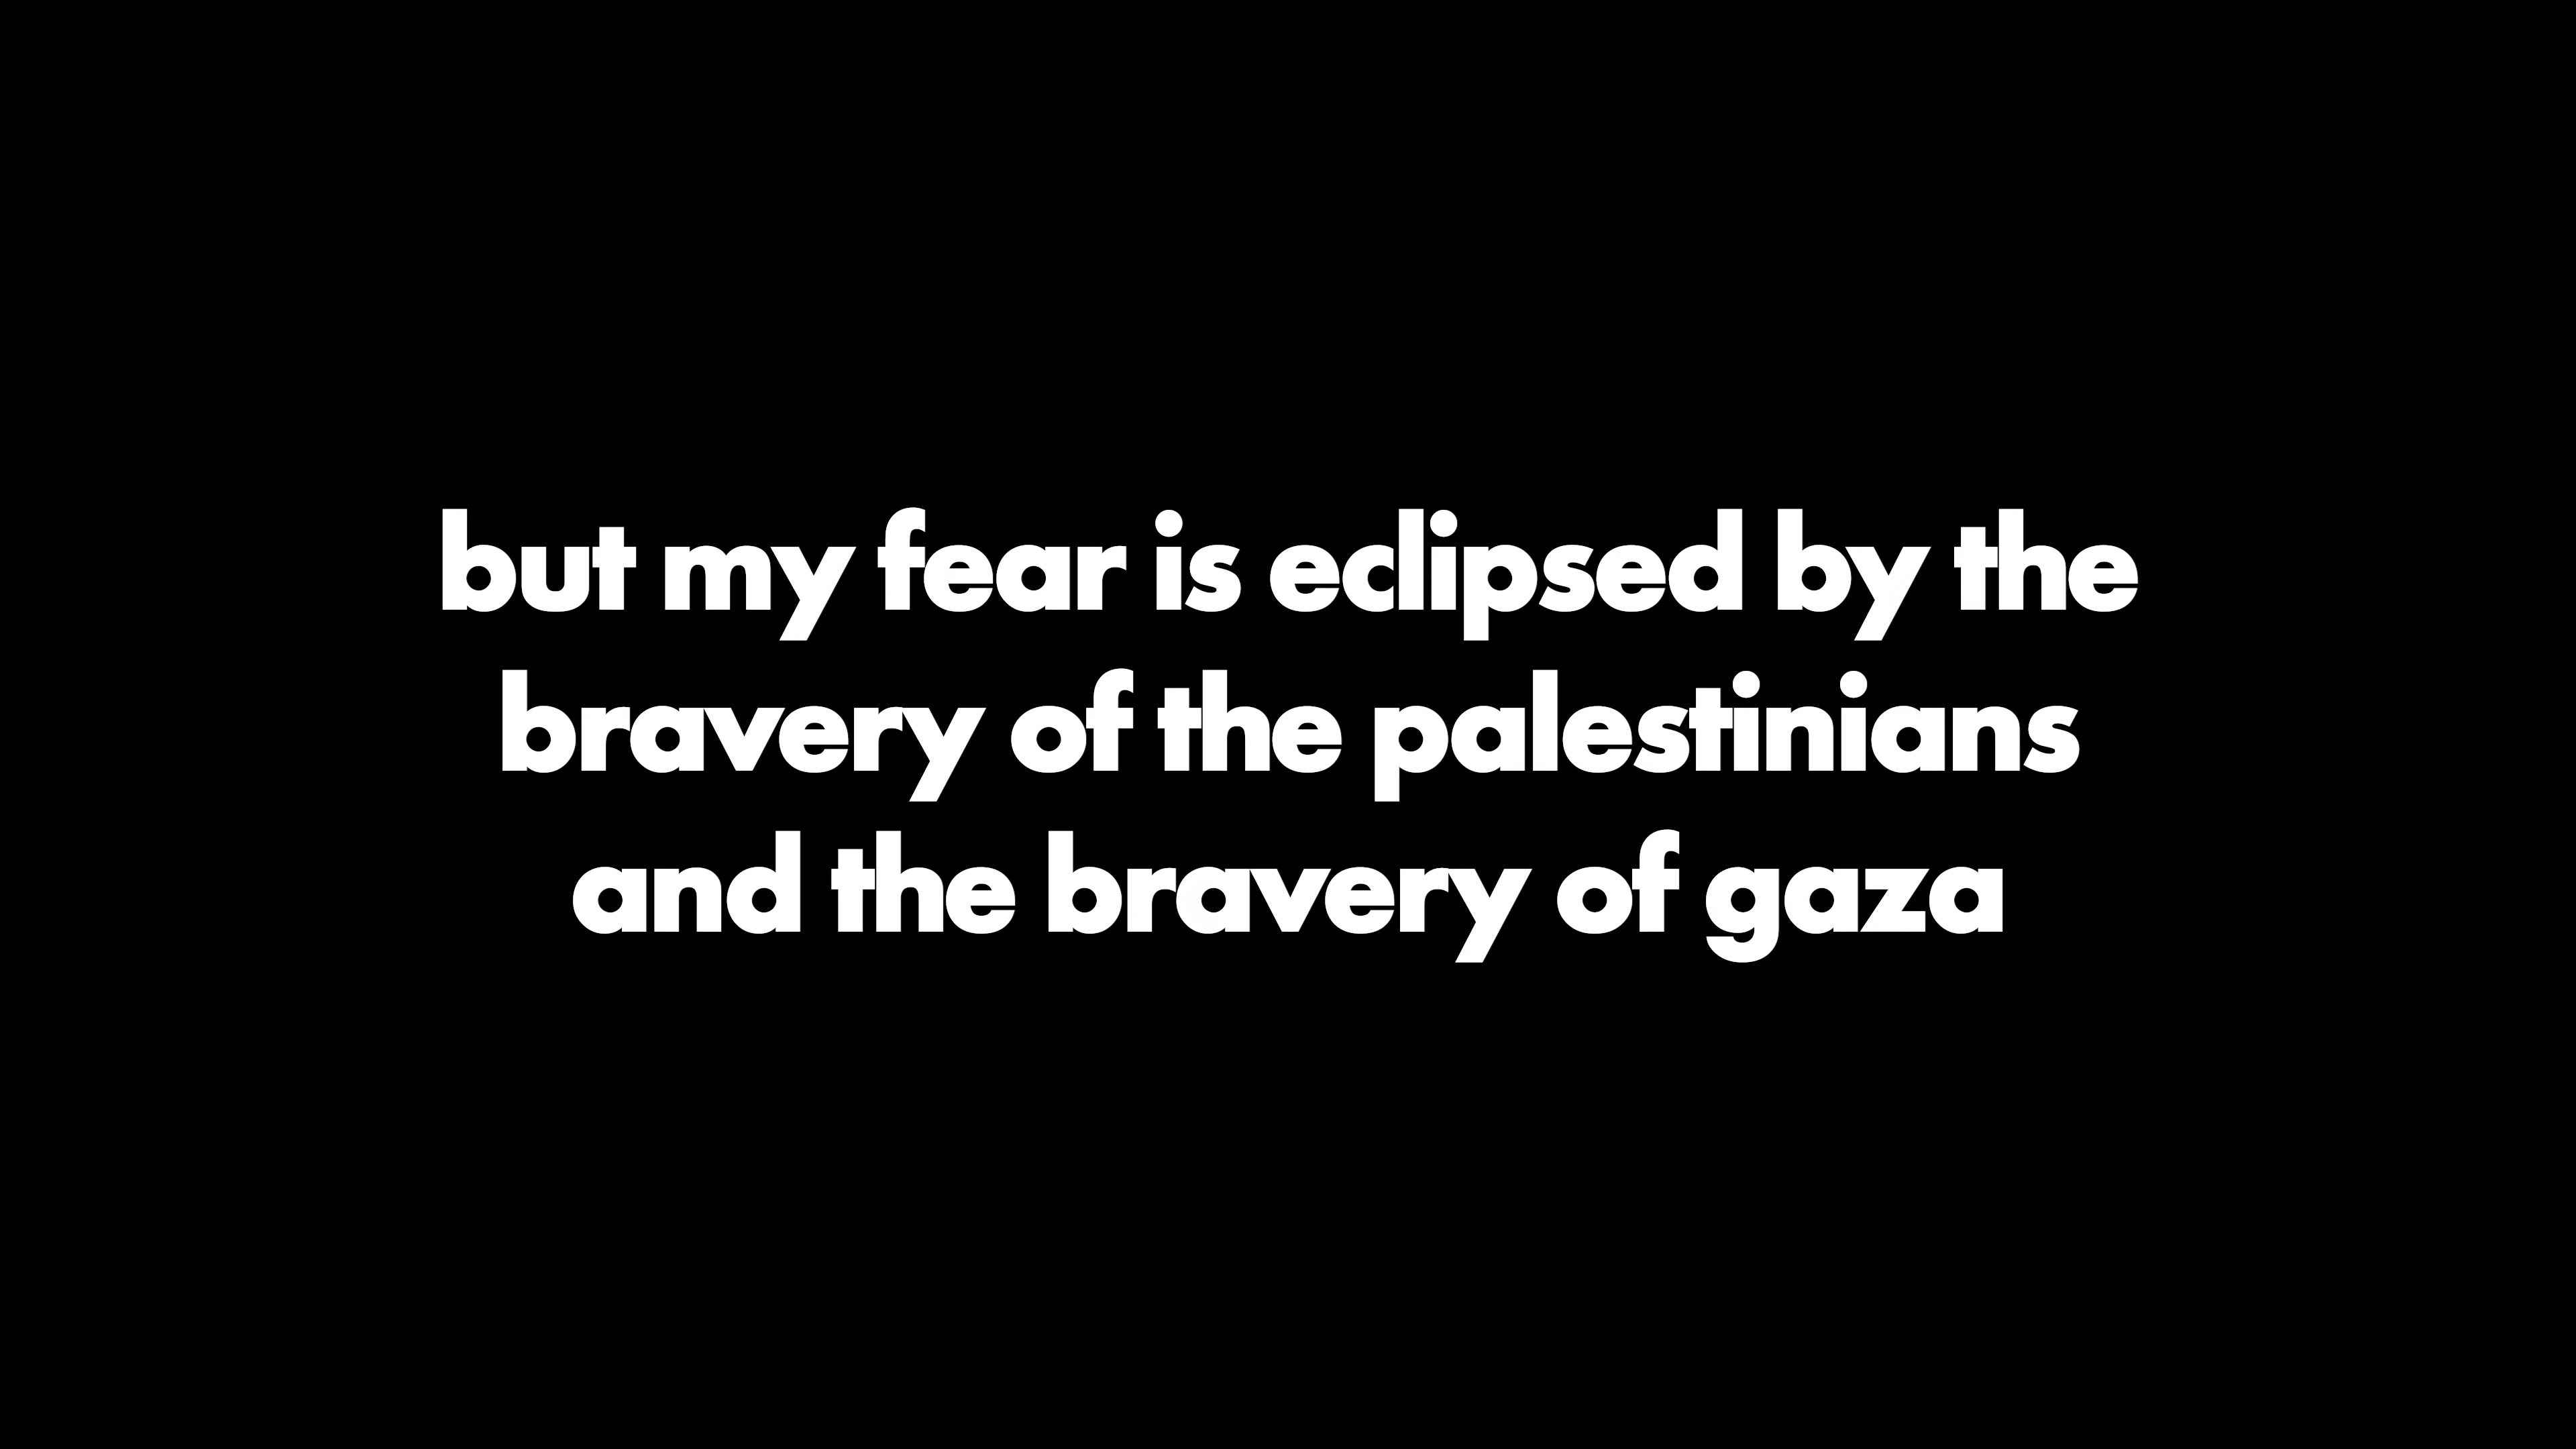 but my fear is eclipsed by the
bravery of the palestinians
and the bravery of gaza